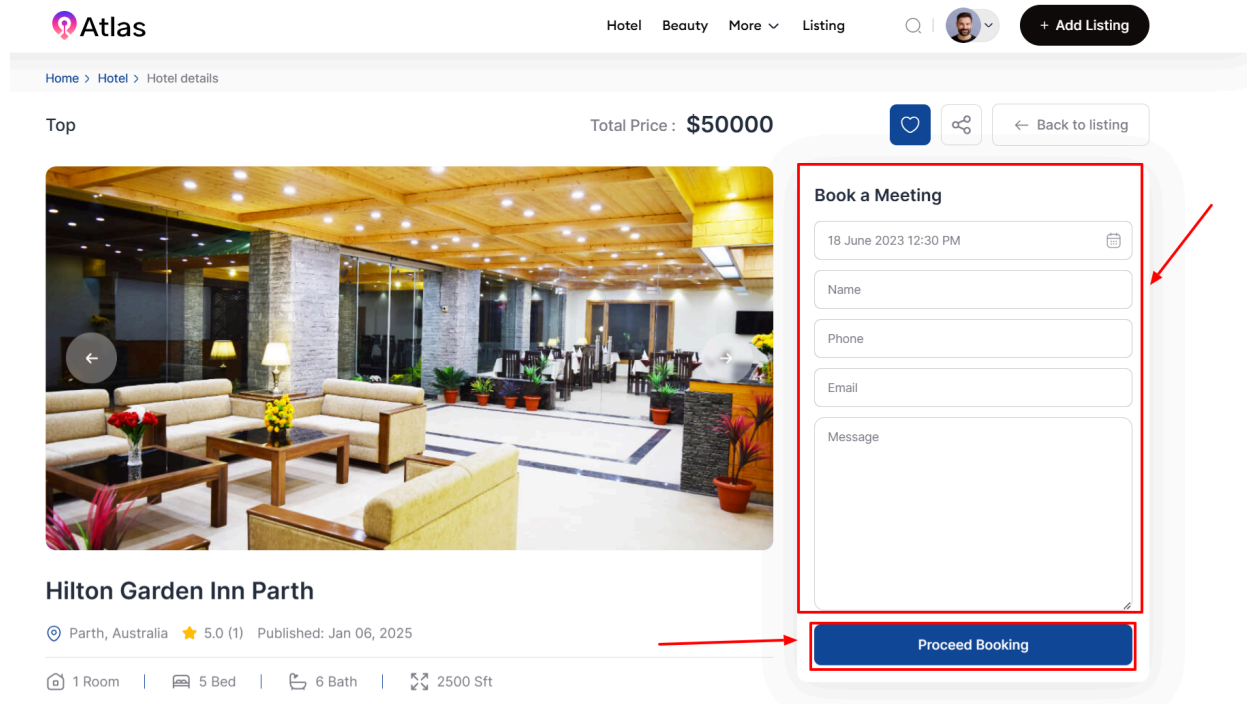 Atlas
Hotel Beauty More Listing
+ Add Listing
Home > Hotel > Hotel details
Top
Total Price : $50000
← Back to listing
Book a Meeting
18 June 2023 12:30 PM
Name
Phone
Email
Message
Proceed Booking
Hilton Garden Inn Parth
Parth, Australia 5.0 (1) Published: Jan 06, 2025
1 Room | 5 Bed | 6 Bath | 2500 Sft